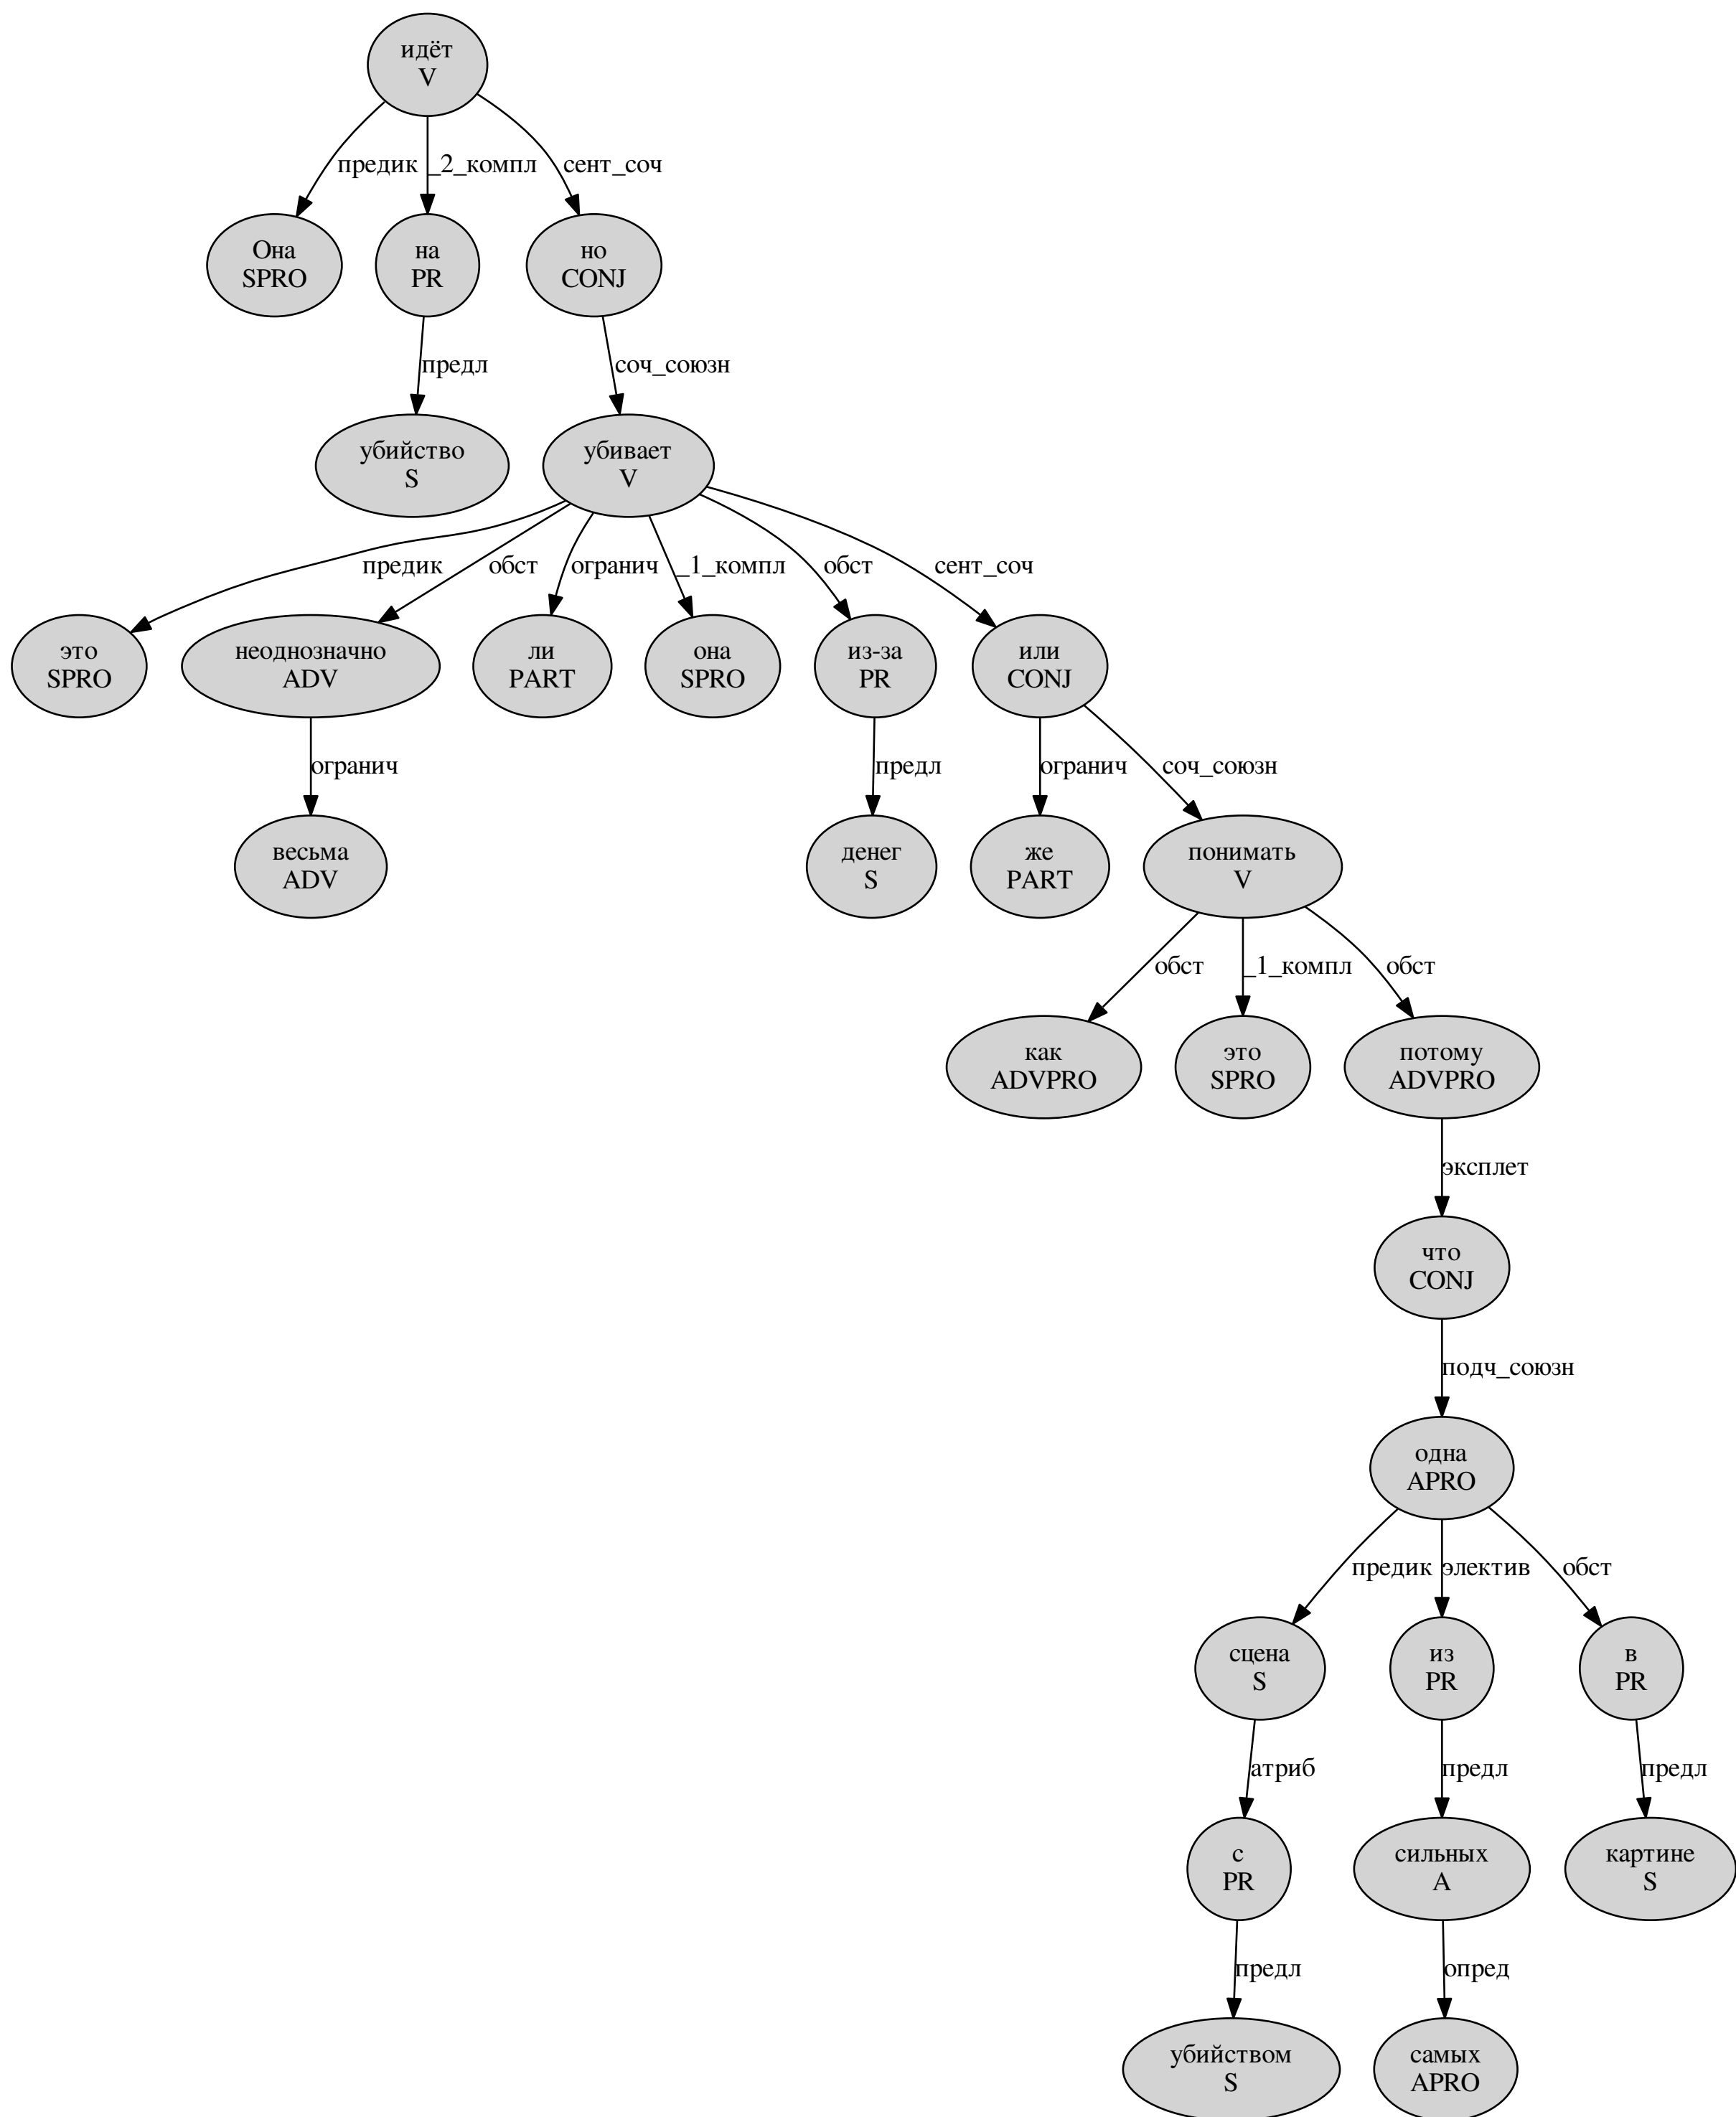 идёт
V
предик
_2_компл
сент_соч
Она
SPRO
на
PR
но
CONJ
предл
соч_союзн
убийство
S
убивает
V
предик
обст
огранич
_1_компл
обст
сент_соч
это
SPRO
неоднозначно
ADV
ли
PART
она
SPRO
из-за
PR
или
CONJ
огранич
предл
огранич
соч_союзн
весьма
ADV
денег
S
же
PART
понимать
V
обст
_1_компл
обст
как
ADVPRO
это
SPRO
потому
ADVPRO
эксплет
что
CONJ
подч_союзн
одна
APRO
предик
электив
обст
сцена
S
из
PR
в
PR
атриб
предл
предл
с
PR
сильных
A
картине
S
предл
опред
убийством
S
самых
APRO